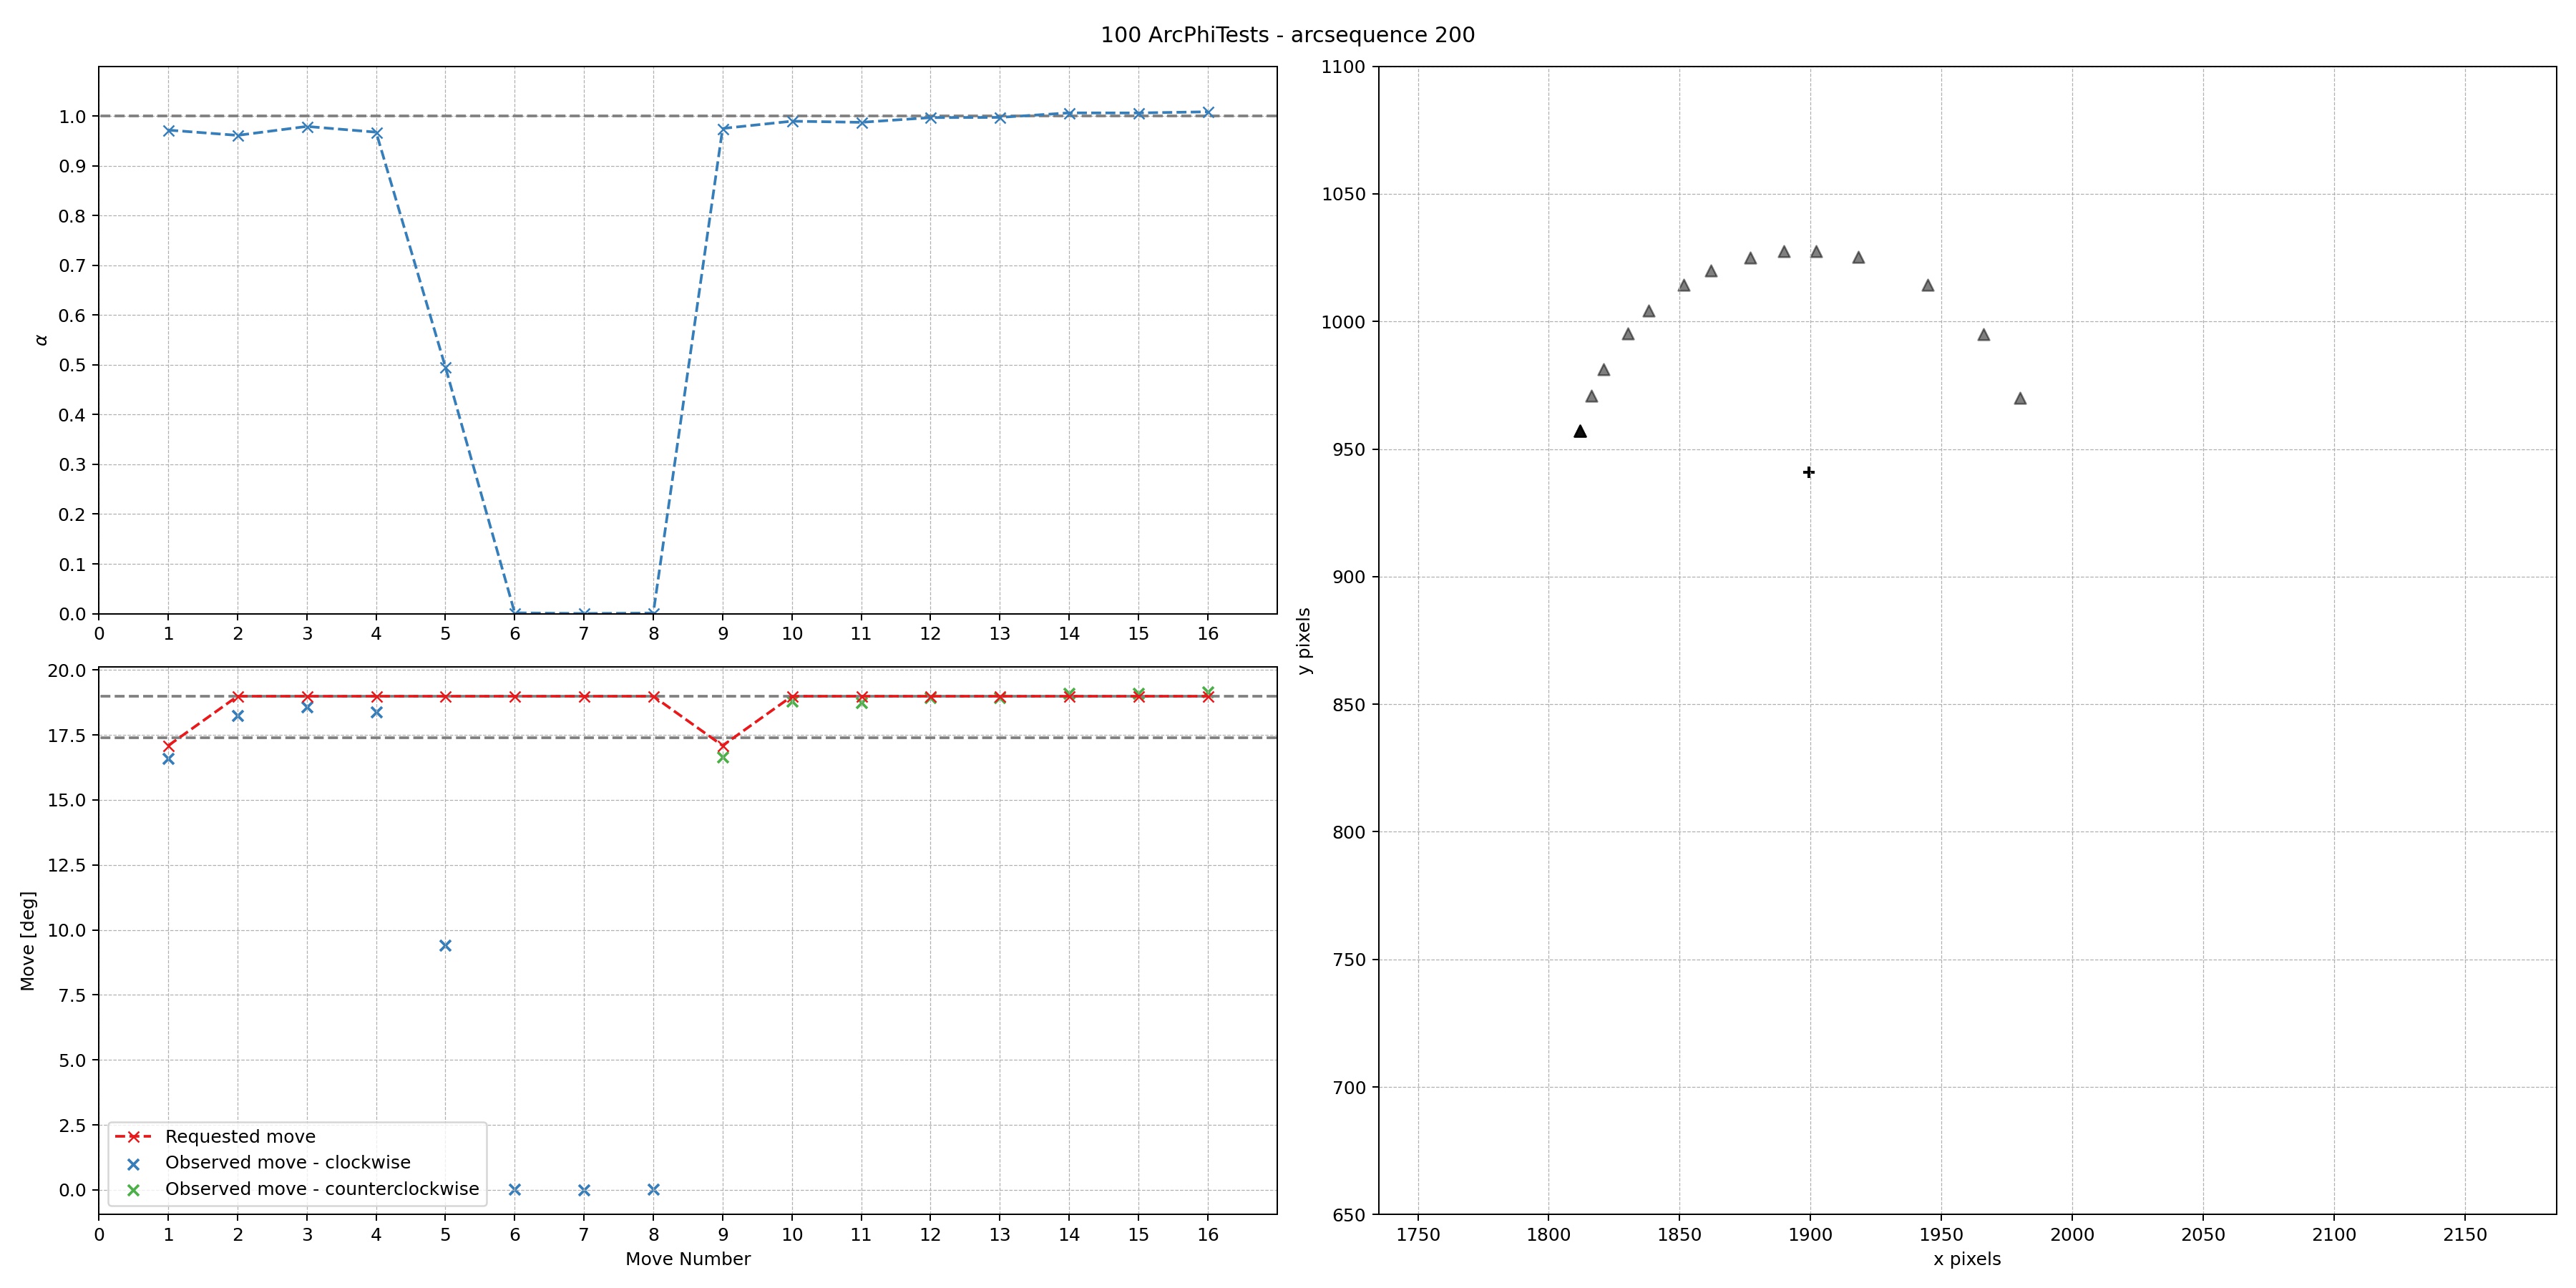 100 ArcPhiTests - arcsequence 200
1.0
0.9
0.8
0.7
0.6
0.5
0.4
0.3
0.2
0.1
0.0
α
0 1 2 3 4 5 6 7 8 9 10 11 12 13 14 15 16
20.0
17.5
15.0
12.5
10.0
7.5
5.0
2.5
0.0
Move [deg]
Requested move
Observed move - clockwise
Observed move - counterclockwise
0 1 2 3 4 5 6 7 8 9 10 11 12 13 14 15 16
Move Number
1100
1050
1000
950
900
850
800
750
700
650
y pixels
1750 1800 1850 1900 1950 2000 2050 2100 2150
x pixels